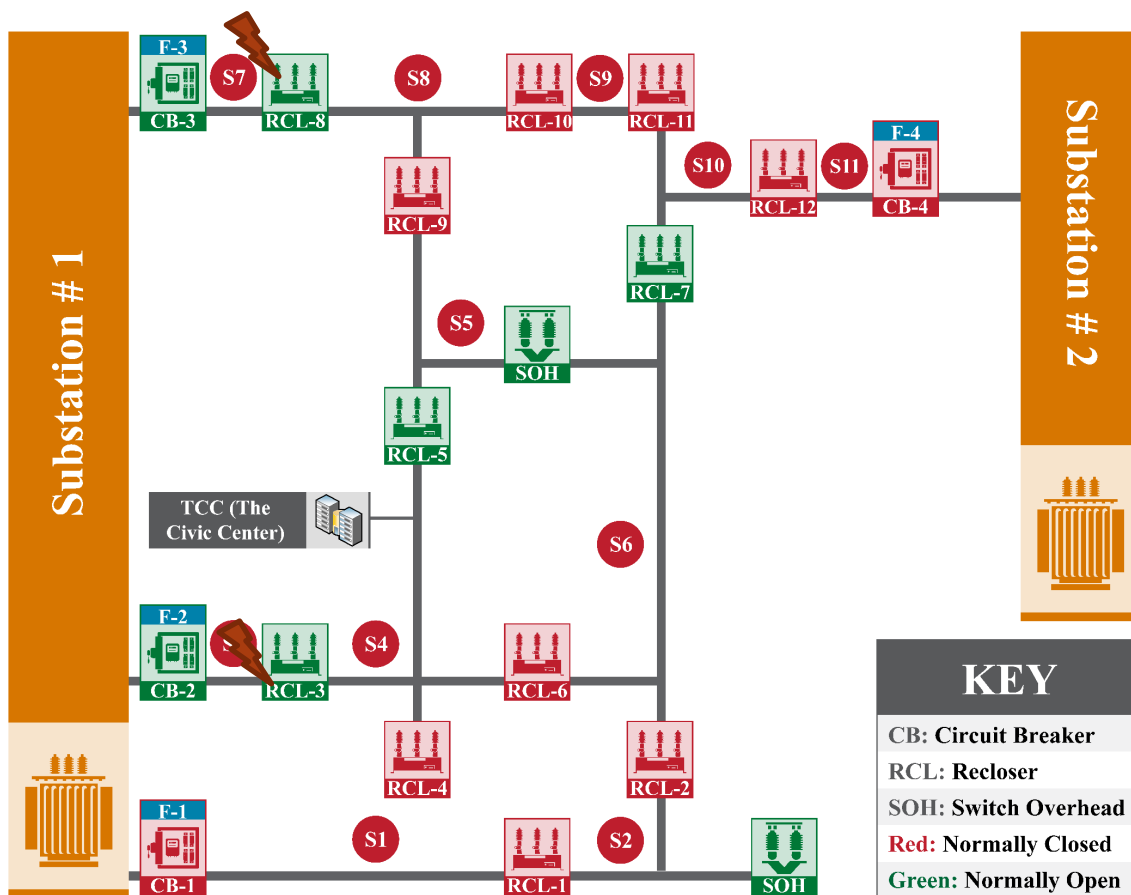 Substation # 1
F-3
CB-3
S7
RCL-8
S8
RCL-10
S9
RCL-11
S10
RCL-12
S11
F-4
CB-4
Substation # 2
RCL-9
RCL-7
S5
SOH
RCL-5
TCC (The
Civic Center)
S6
F-2
CB-2
RCL-3
S4
RCL-6
RCL-4
RCL-2
F-1
CB-1
S1
RCL-1
S2
SOH
KEY
CB: Circuit Breaker
RCL: Recloser
SOH: Switch Overhead
Red: Normally Closed
Green: Normally Open